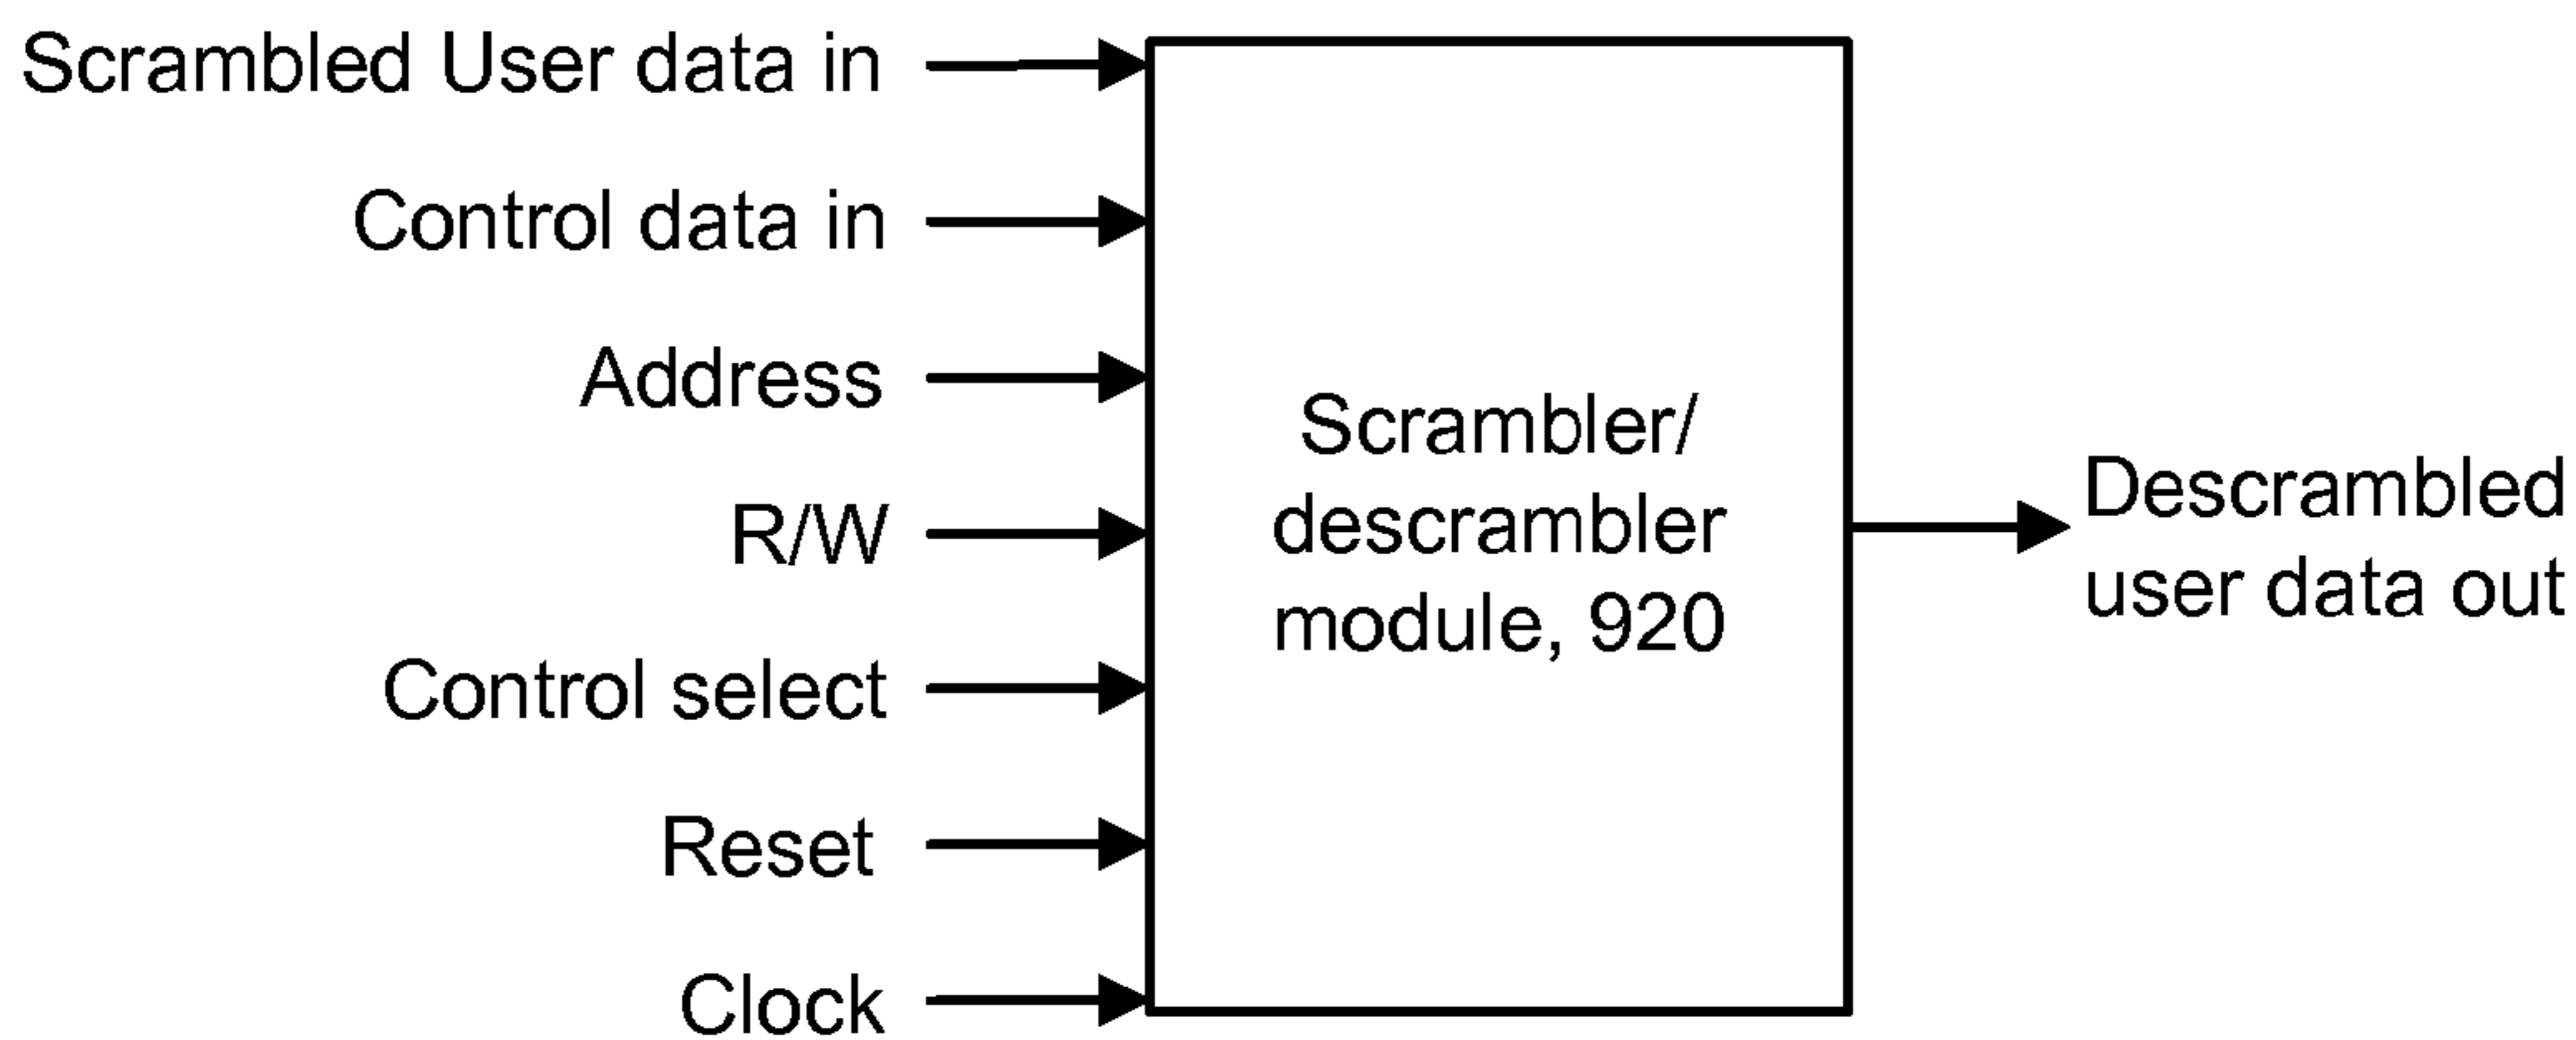 Scrambled User data in
Control data in
Address
R/W
Control select
Reset
Clock
Scrambler/
descrambler
module, 920
Descrambled
user data out